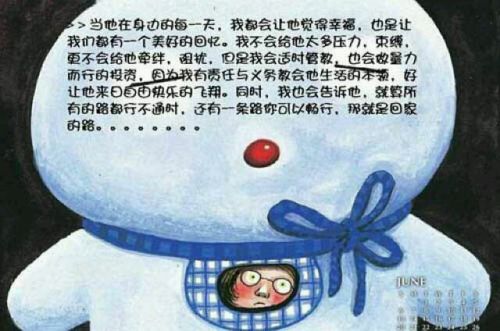 >>当他在身边的每一天，我都会让他觉得幸福，也是让
我们都有一个美好的回忆。我不会给他太多压力，束缚，
更不会给他牵绊，困扰，但是我会适时管教，也会做量力
而行的投资，因为我有责任与义务教会他生活的本领，好
让他来日自由快乐的飞翔。同时，我也会告诉他，就算所
有的路都行不通时，还有一条路你可以畅行，那就是回家
的路。。。。。。。。
JUNE
S M T W T F S